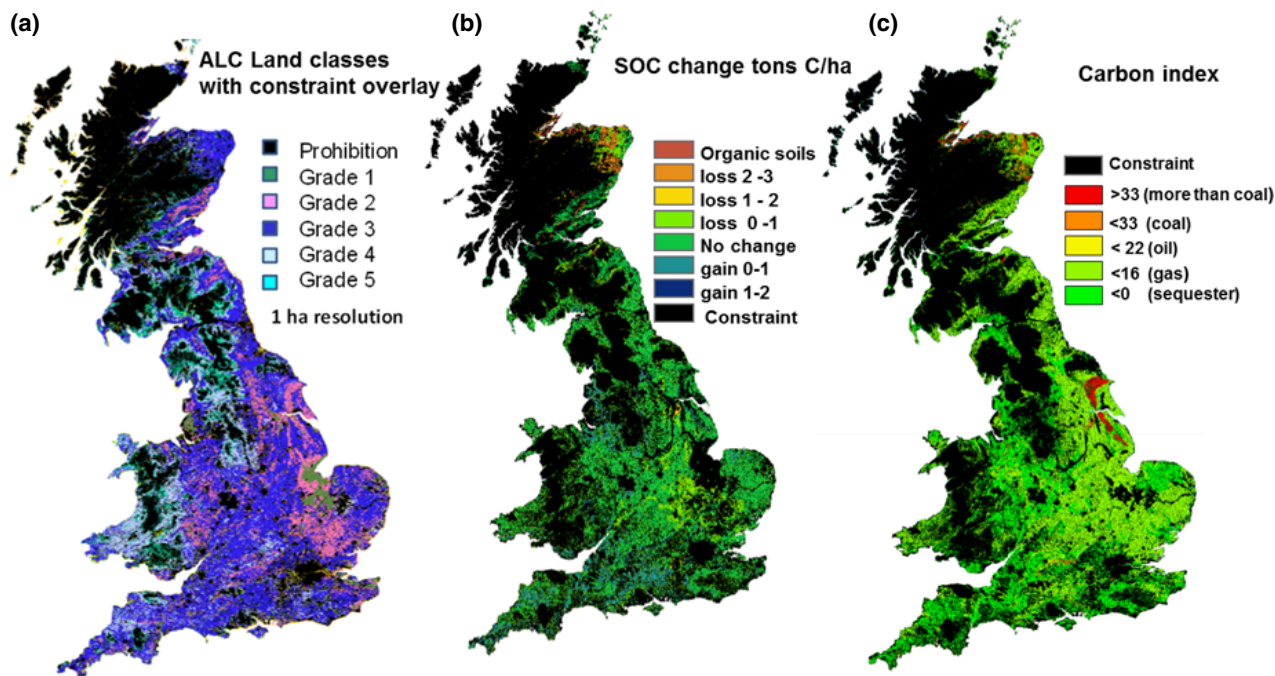 (a)
ALC Land classes
with constraint overlay
Prohibition
Grade 1
Grade 2
Grade 3
Grade 4
Grade 5
1 ha resolution
(b)
SOC change tons C/ha
Organic soils
loss 2 -3
loss 1 - 2
loss 0 -1
No change
gain 0-1
gain 1-2
Constraint
(c)
Carbon index
Constraint
>33 (more than coal)
<33 (coal)
< 22 (oil)
<16 (gas)
<0 (sequester)